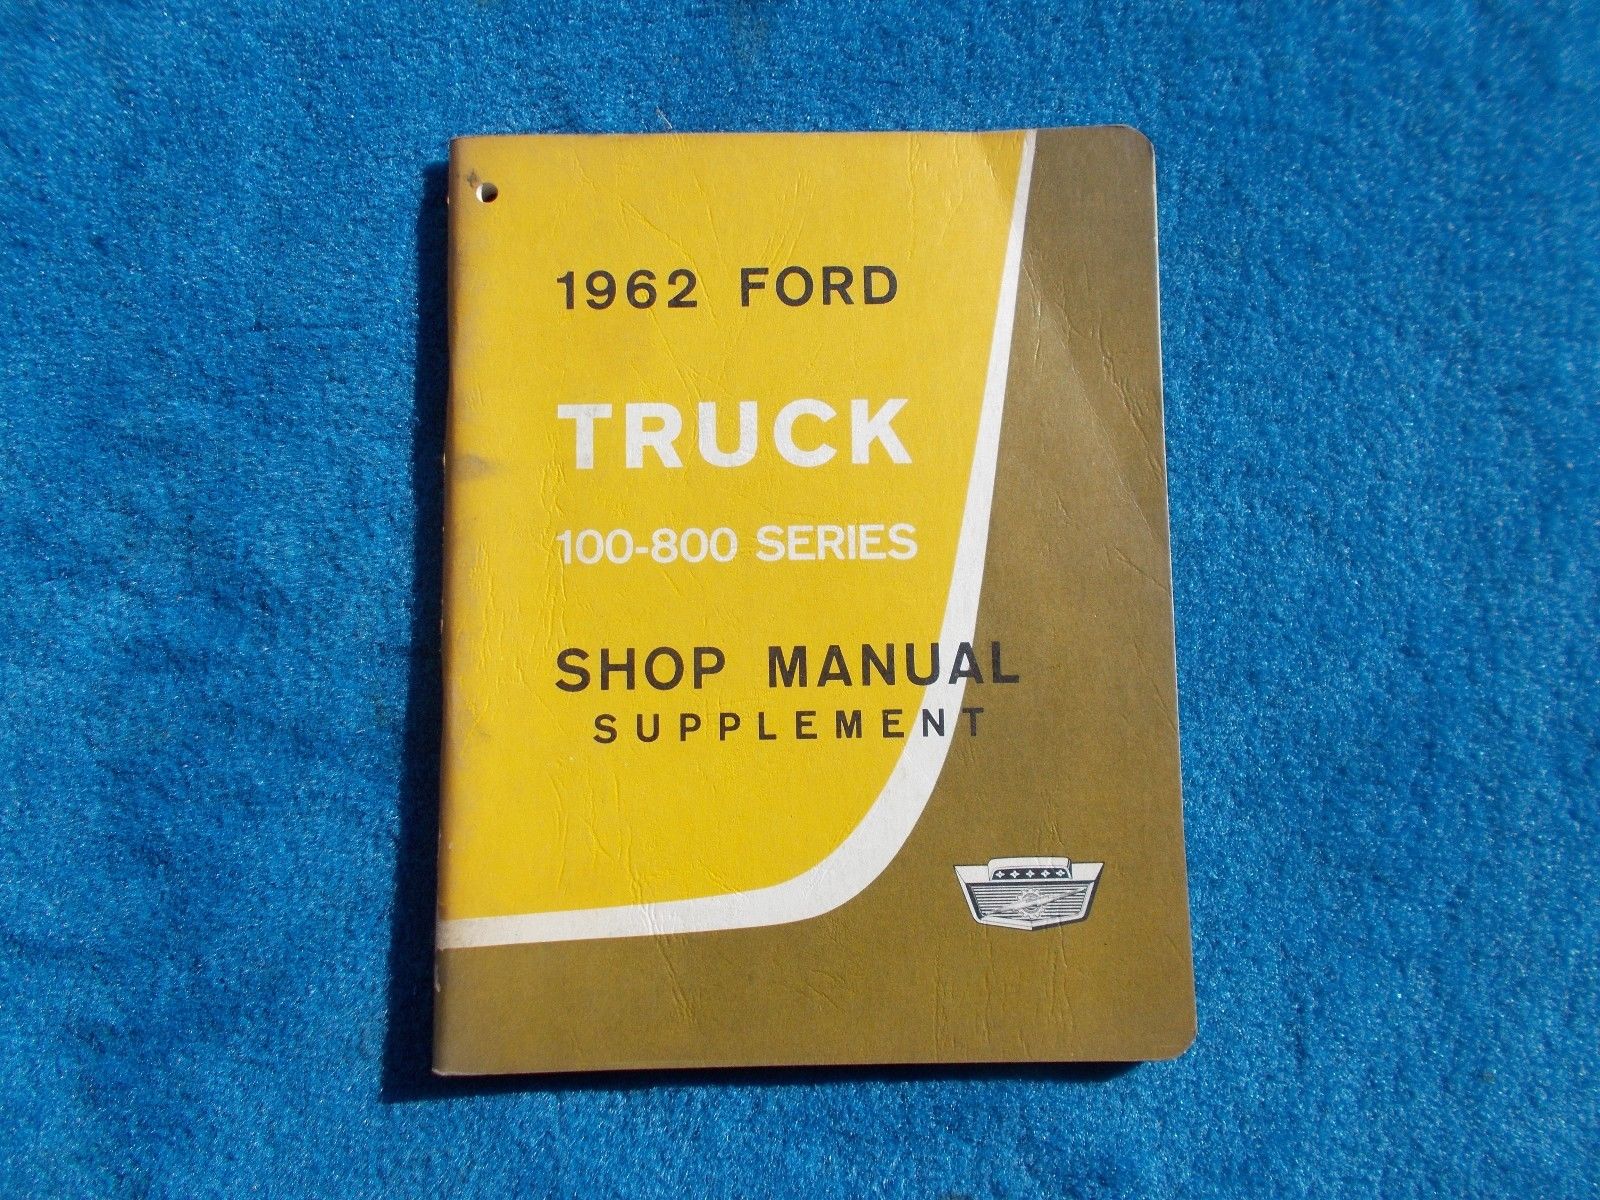 1962 FORD
TRUCK
100-800 SERIES
SHOP MANUAL
SUPPLEMENT